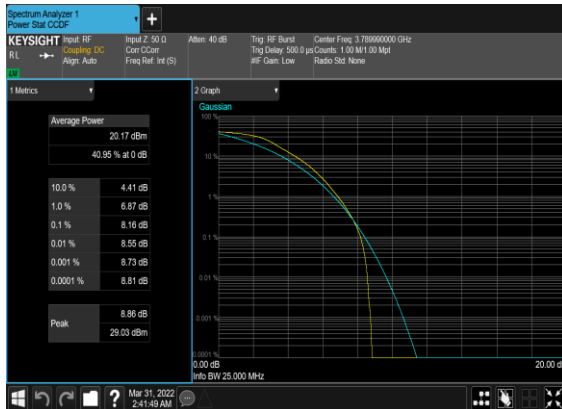 Spectrum Analyzer 1
Power Stat CCDF
+
KEYSIGHT
R L
LXI
Input: RF
Coupling: DC
Align: Auto
Input Z: 50 Ω
Corr CCorr
Freq Ref: Int (S)
Atten: 40 dB
Trig: RF Burst
Trig Delay: 500.0 µs
#IF Gain: Low
Center Freq: 3.789990000 GHz
Counts: 1.00 M/1.00 Mpt
Radio Std: None
1 Metrics
Average Power
20.17 dBm
40.95 % at 0 dB
10.0 % 4.41 dB
1.0 % 6.87 dB
0.1 % 8.16 dB
0.01 % 8.55 dB
0.001 % 8.73 dB
0.0001 % 8.81 dB
Peak
8.86 dB
29.03 dBm
2 Graph
Gaussian
100 %
10 %
1 %
0.1 %
0.01 %
0.001 %
0.0001 %
0.00 dB
20.00 d
Info BW 25.000 MHz
?
Mar 31, 2022
2:41:49 AM